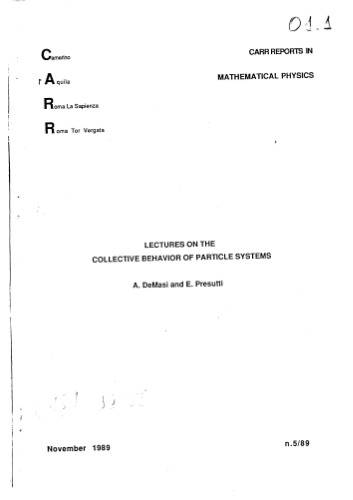 01.1
Camerino
CARR REPORTS IN
Aquila
MATHEMATICAL PHYSICS
Roma La Sapienza
Roma Tor Vergata
LECTURES ON THE
COLLECTIVE BEHAVIOR OF PARTICLE SYSTEMS
A. DeMasi and E. Presutti
November 1989
n.5/89